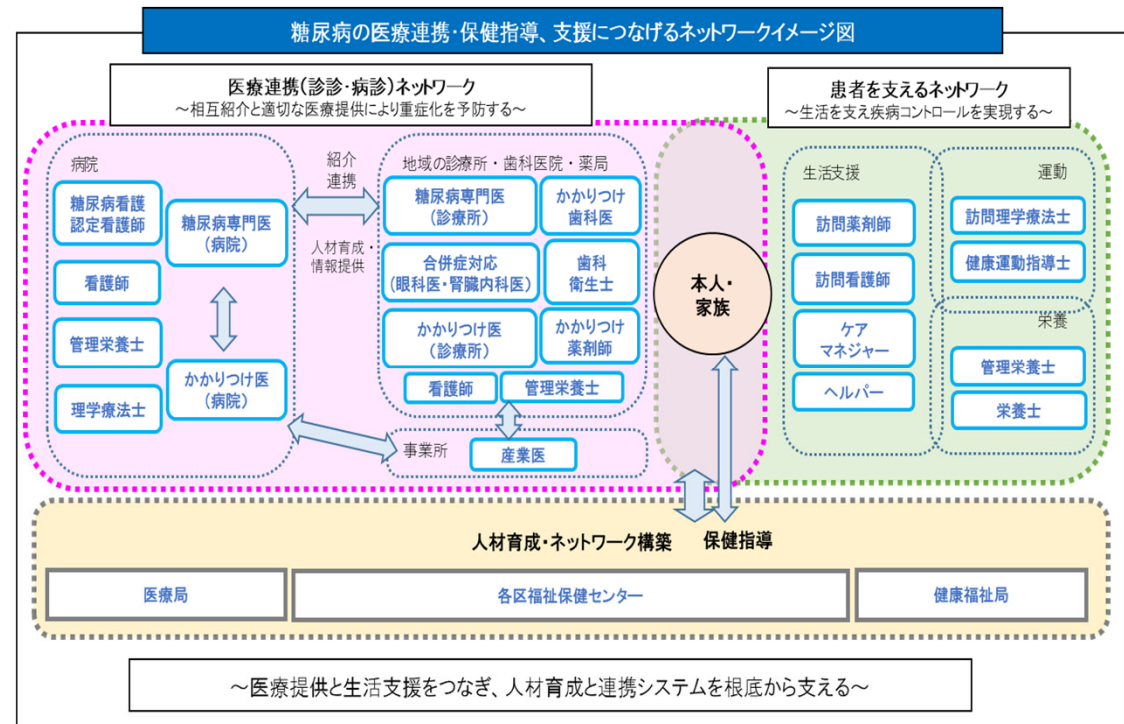 糖尿病の医療連携・保健指導、支援につなげるネットワークイメージ図
医療連携(診診・病診)ネットワーク
～相互紹介と適切な医療提供により重症化を予防する～
患者を支えるネットワーク
～生活を支え疾病コントロールを実現する～
病院
糖尿病看護
認定看護師
看護師
管理栄養士
理学療法士
糖尿病専門医
(病院)
かかりつけ医
(病院)
紹介
連携
人材育成・
情報提供
地域の診療所・歯科医院・薬局
糖尿病専門医
(診療所)
かかりつけ
歯科医
合併症対応
(眼科医・腎臓内科医)
歯科
衛生士
かかりつけ医
(診療所)
かかりつけ
薬剤師
看護師
管理栄養士
事業所
産業医
本人・
家族
生活支援
訪問薬剤師
訪問看護師
ケア
マネジャー
ヘルパー
運動
訪問理学療法士
健康運動指導士
栄養
管理栄養士
栄養士
人材育成・ネットワーク構築
保健指導
医療局
各区福祉保健センター
健康福祉局
～医療提供と生活支援をつなぎ、人材育成と連携システムを根底から支える～